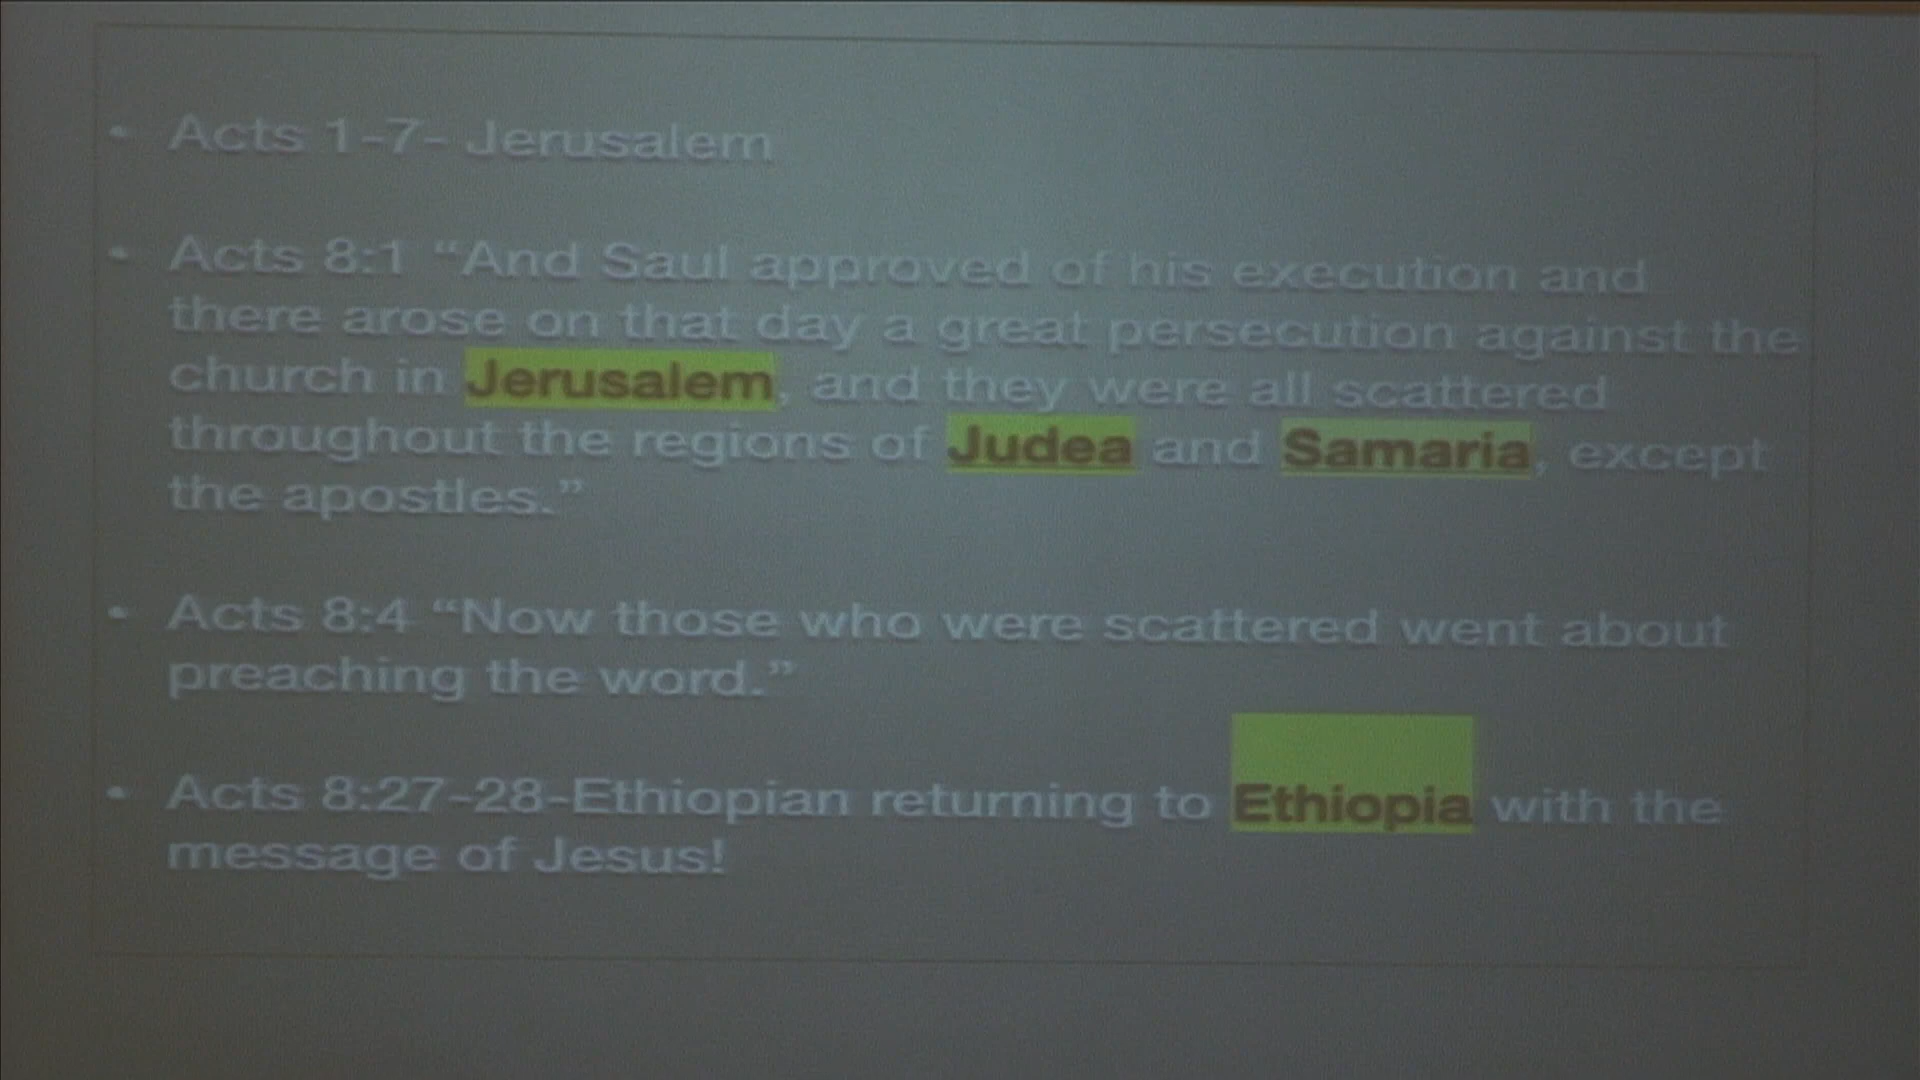 • Acts 1-7- Jerusalem
• Acts 8:1 “And Saul approved of his execution and
there arose on that day a great persecution against the
church in Jerusalem, and they were all scattered
throughout the regions of Judea and Samaria, except
the apostles.”
• Acts 8:4 “Now those who were scattered went about
preaching the word.”
• Acts 8:27-28-Ethiopian returning to Ethiopia with the
message of Jesus!